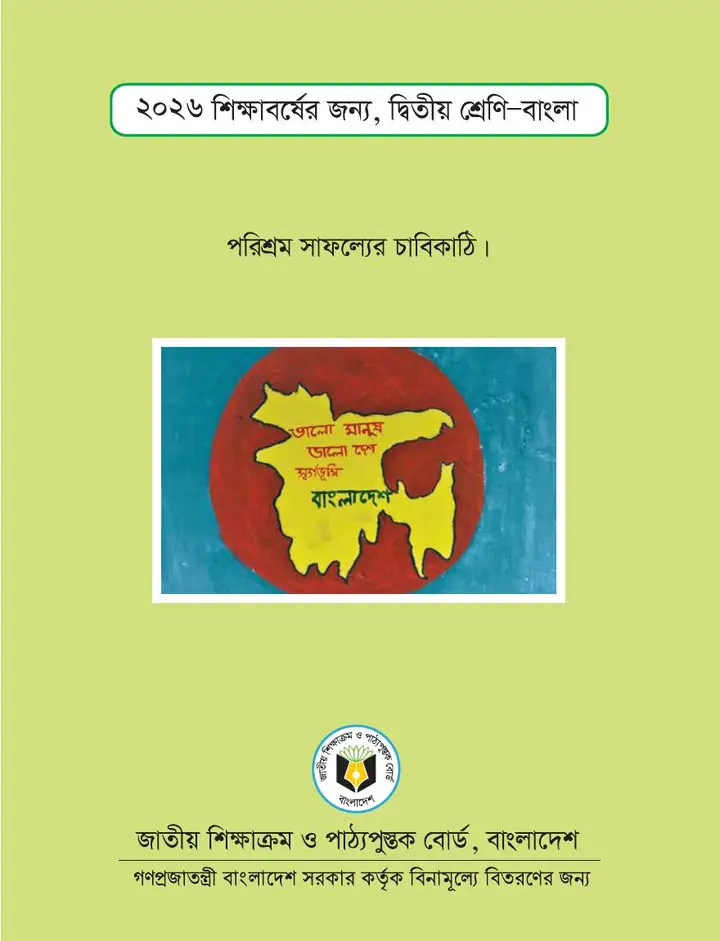 ২০২৬ শিক্ষাবর্ষের জন্য, দ্বিতীয় শ্রেণি–বাংলা
পরিশ্রম সাফল্যের চাবিকাঠি।
ভালো মানুষ
ভালো দেশ
স্বর্গভূমি
বাংলাদেশ
জাতীয় শিক্ষাক্রম ও পাঠ্যপুস্তক বোর্ড
বাংলাদেশ
জাতীয় শিক্ষাক্রম ও পাঠ্যপুস্তক বোর্ড, বাংলাদেশ
গণপ্রজাতন্ত্রী বাংলাদেশ সরকার কর্তৃক বিনামূল্যে বিতরণের জন্য